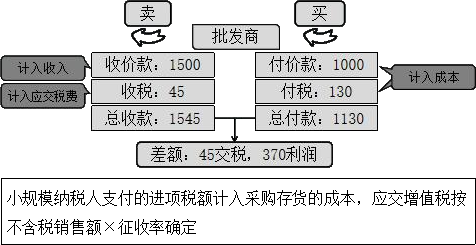 卖
买
批发商
计入收入
收价款：1500
付价款：1000
计入成本
计入应交税费
收税：45
付税：130
总收款：1545
总付款：1130
差额：45交税，370利润
小规模纳税人支付的进项税额计入采购存货的成本，应交增值税按
不含税销售额×征收率确定